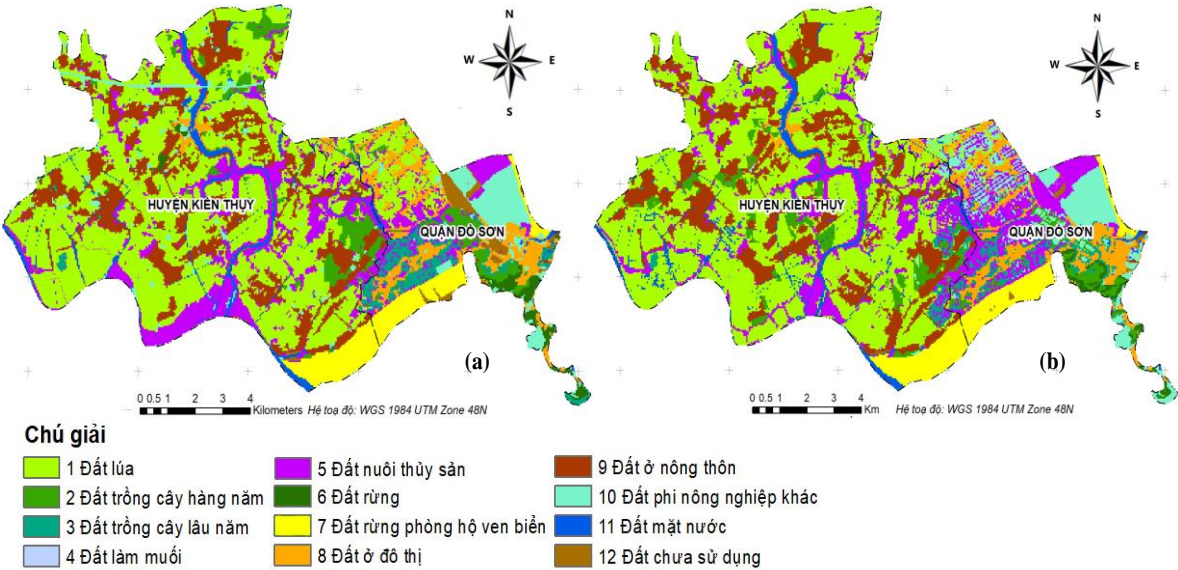 N
W E
S
HUYỆN KIẾN THỤY
QUẬN ĐỒ SƠN
(a)
0 0.5 1 2 3 4
Kilometers Hệ toạ độ: WGS 1984 UTM Zone 48N
N
W E
S
HUYỆN KIẾN THỤY
QUẬN ĐỒ SƠN
(b)
0 0.5 1 2 3 4
Km Hệ toạ độ: WGS 1984 UTM Zone 48N
Chú giải
1 Đất lúa
2 Đất trồng cây hàng năm
3 Đất trồng cây lâu năm
4 Đất làm muối
5 Đất nuôi thủy sản
6 Đất rừng
7 Đất rừng phòng hộ ven biển
8 Đất ở đô thị
9 Đất ở nông thôn
10 Đất phi nông nghiệp khác
11 Đất mặt nước
12 Đất chưa sử dụng